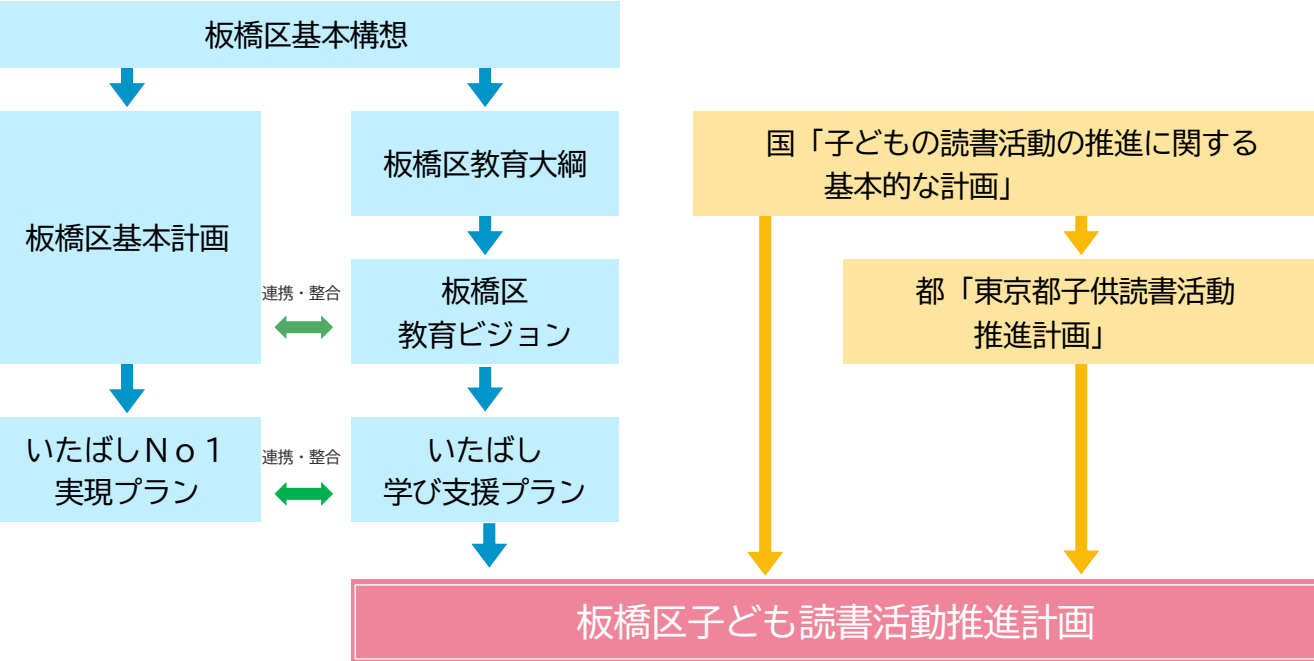 板橋区基本構想
板橋区基本計画
板橋区教育大綱
連携・整合
板橋区
教育ビジョン
いたばしＮｏ１
実現プラン
連携・整合
いたばし
学び支援プラン
国「子どもの読書活動の推進に関する
基本的な計画」
都「東京都子供読書活動
推進計画」
板橋区子ども読書活動推進計画